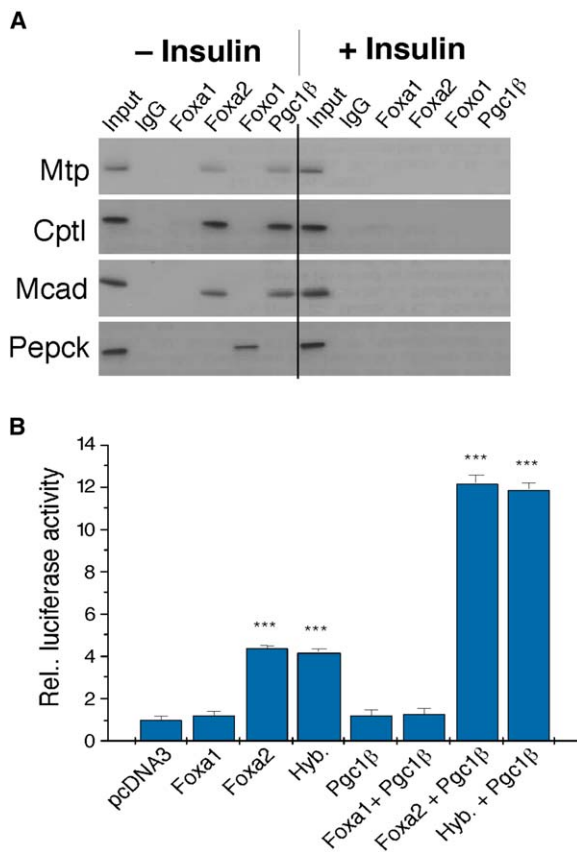 A
– Insulin + Insulin
Input IgG Foxa1 Foxa2 Foxo1 Pgc1β Input IgG Foxa1 Foxa2 Foxo1 Pgc1β
Mtp
CptI
Mcad
Pepck
B
Rel.. luciferase activity
14
12
10
8
6
4
2
0
*** *** *** ***
pcDNA3 Foxa1 Foxa2 Hyb. Pgc1β Foxa1+ Pgc1β Foxa2 + Pgc1β Hyb. + Pgc1β